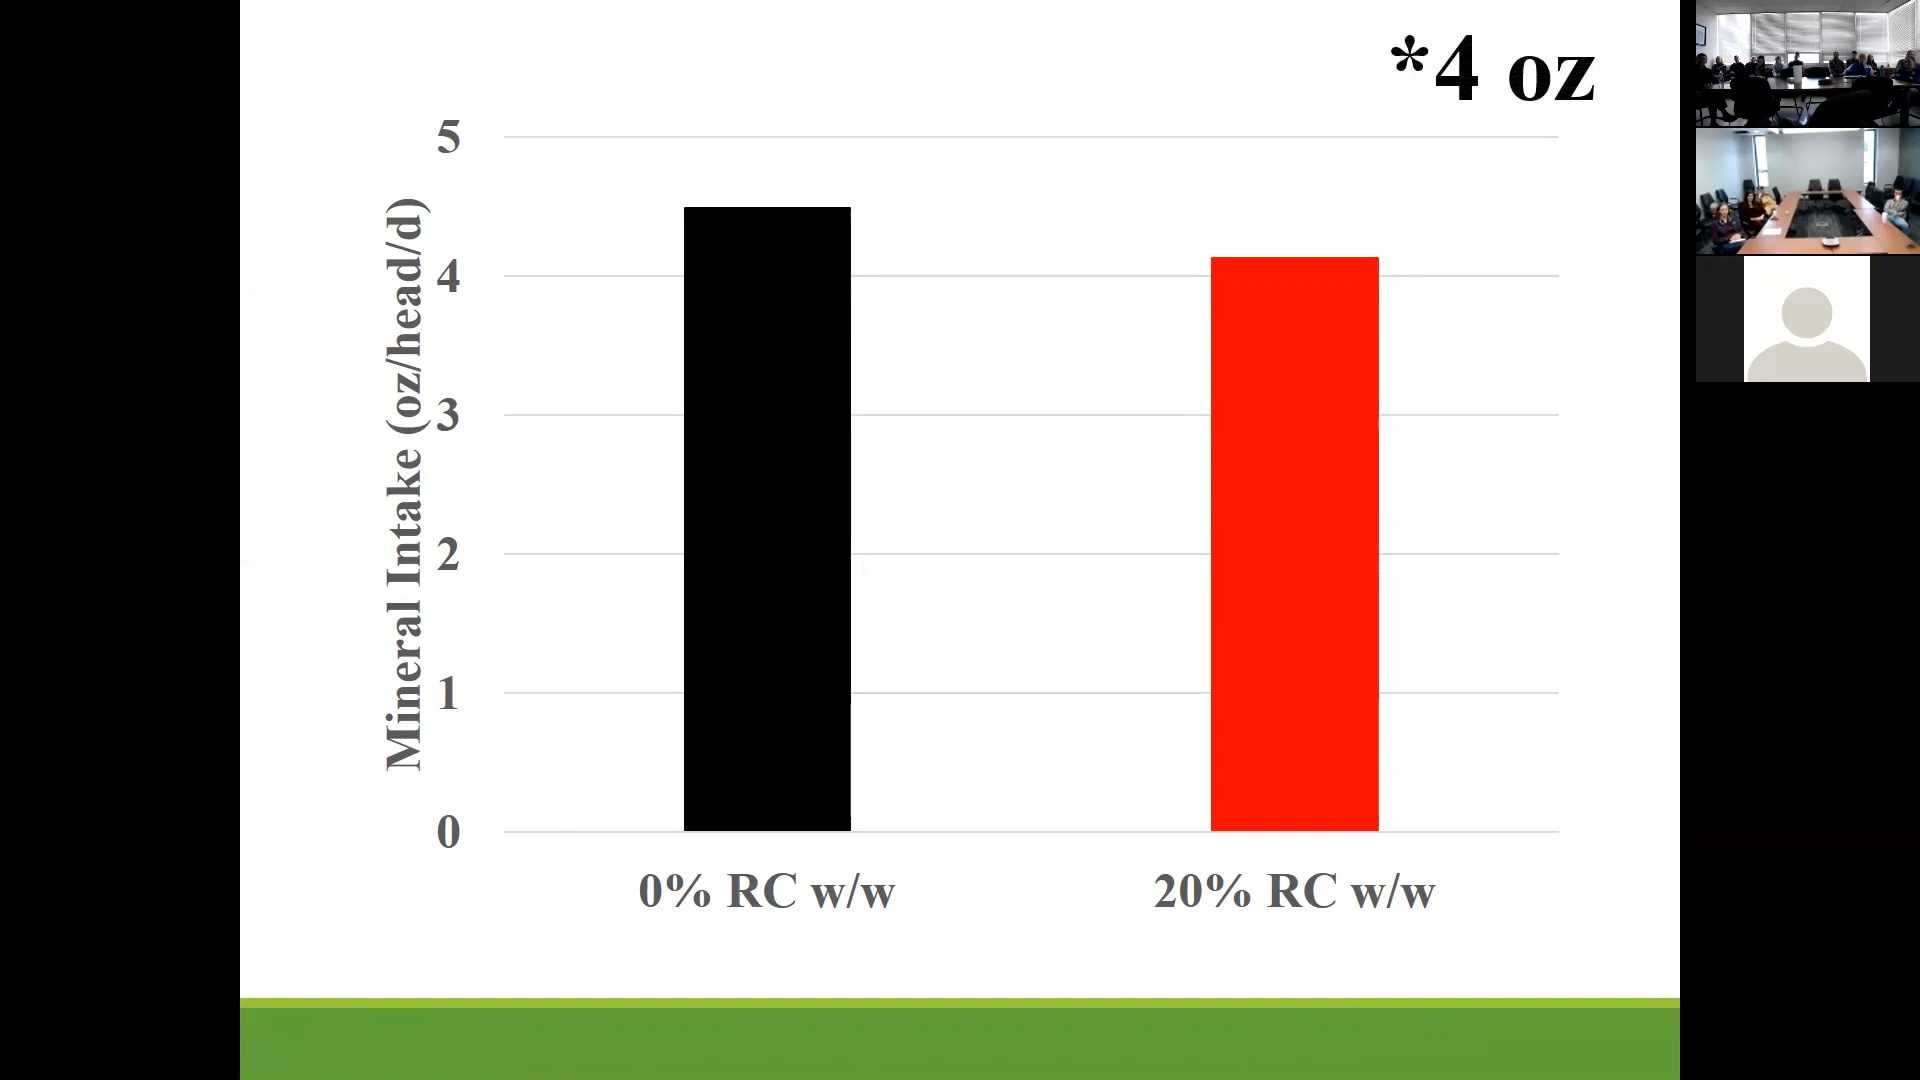 *4 oz
Mineral Intake (oz/head/d)
5
4
3
2
1
0
0% RC w/w
20% RC w/w